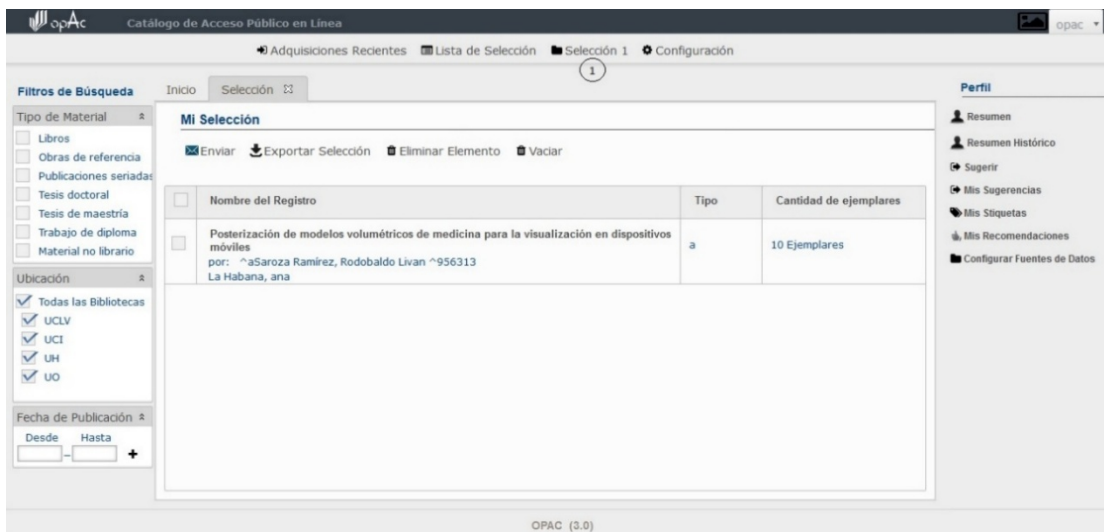 opAc
Catálogo de Acceso Público en Línea
opac
Adquisiciones Recientes Lista de Selección Selección 1 Configuración
1
Filtros de Búsqueda
Tipo de Material
Libros
Obras de referencia
Publicaciones seriadas
Tesis doctoral
Tesis de maestría
Trabajo de diploma
Material no librario
Ubicación
Todas las Bibliotecas
UCLV
UCI
UH
UO
Fecha de Publicación
Desde Hasta
–
Inicio Selección
Mi Selección
Enviar Exportar Selección Eliminar Elemento Vaciar
Nombre del Registro Tipo Cantidad de ejemplares
Posterización de modelos volumétricos de medicina para la visualización en dispositivos
móviles
por: ^aSaroza Ramírez, Rodobaldo Livan ^956313
La Habana, ana
a
10 Ejemplares
Perfil
Resumen
Resumen Histórico
Sugerir
Mis Sugerencias
Mis Stiquetas
Mis Recomendaciones
Configurar Fuentes de Datos
OPAC (3.0)